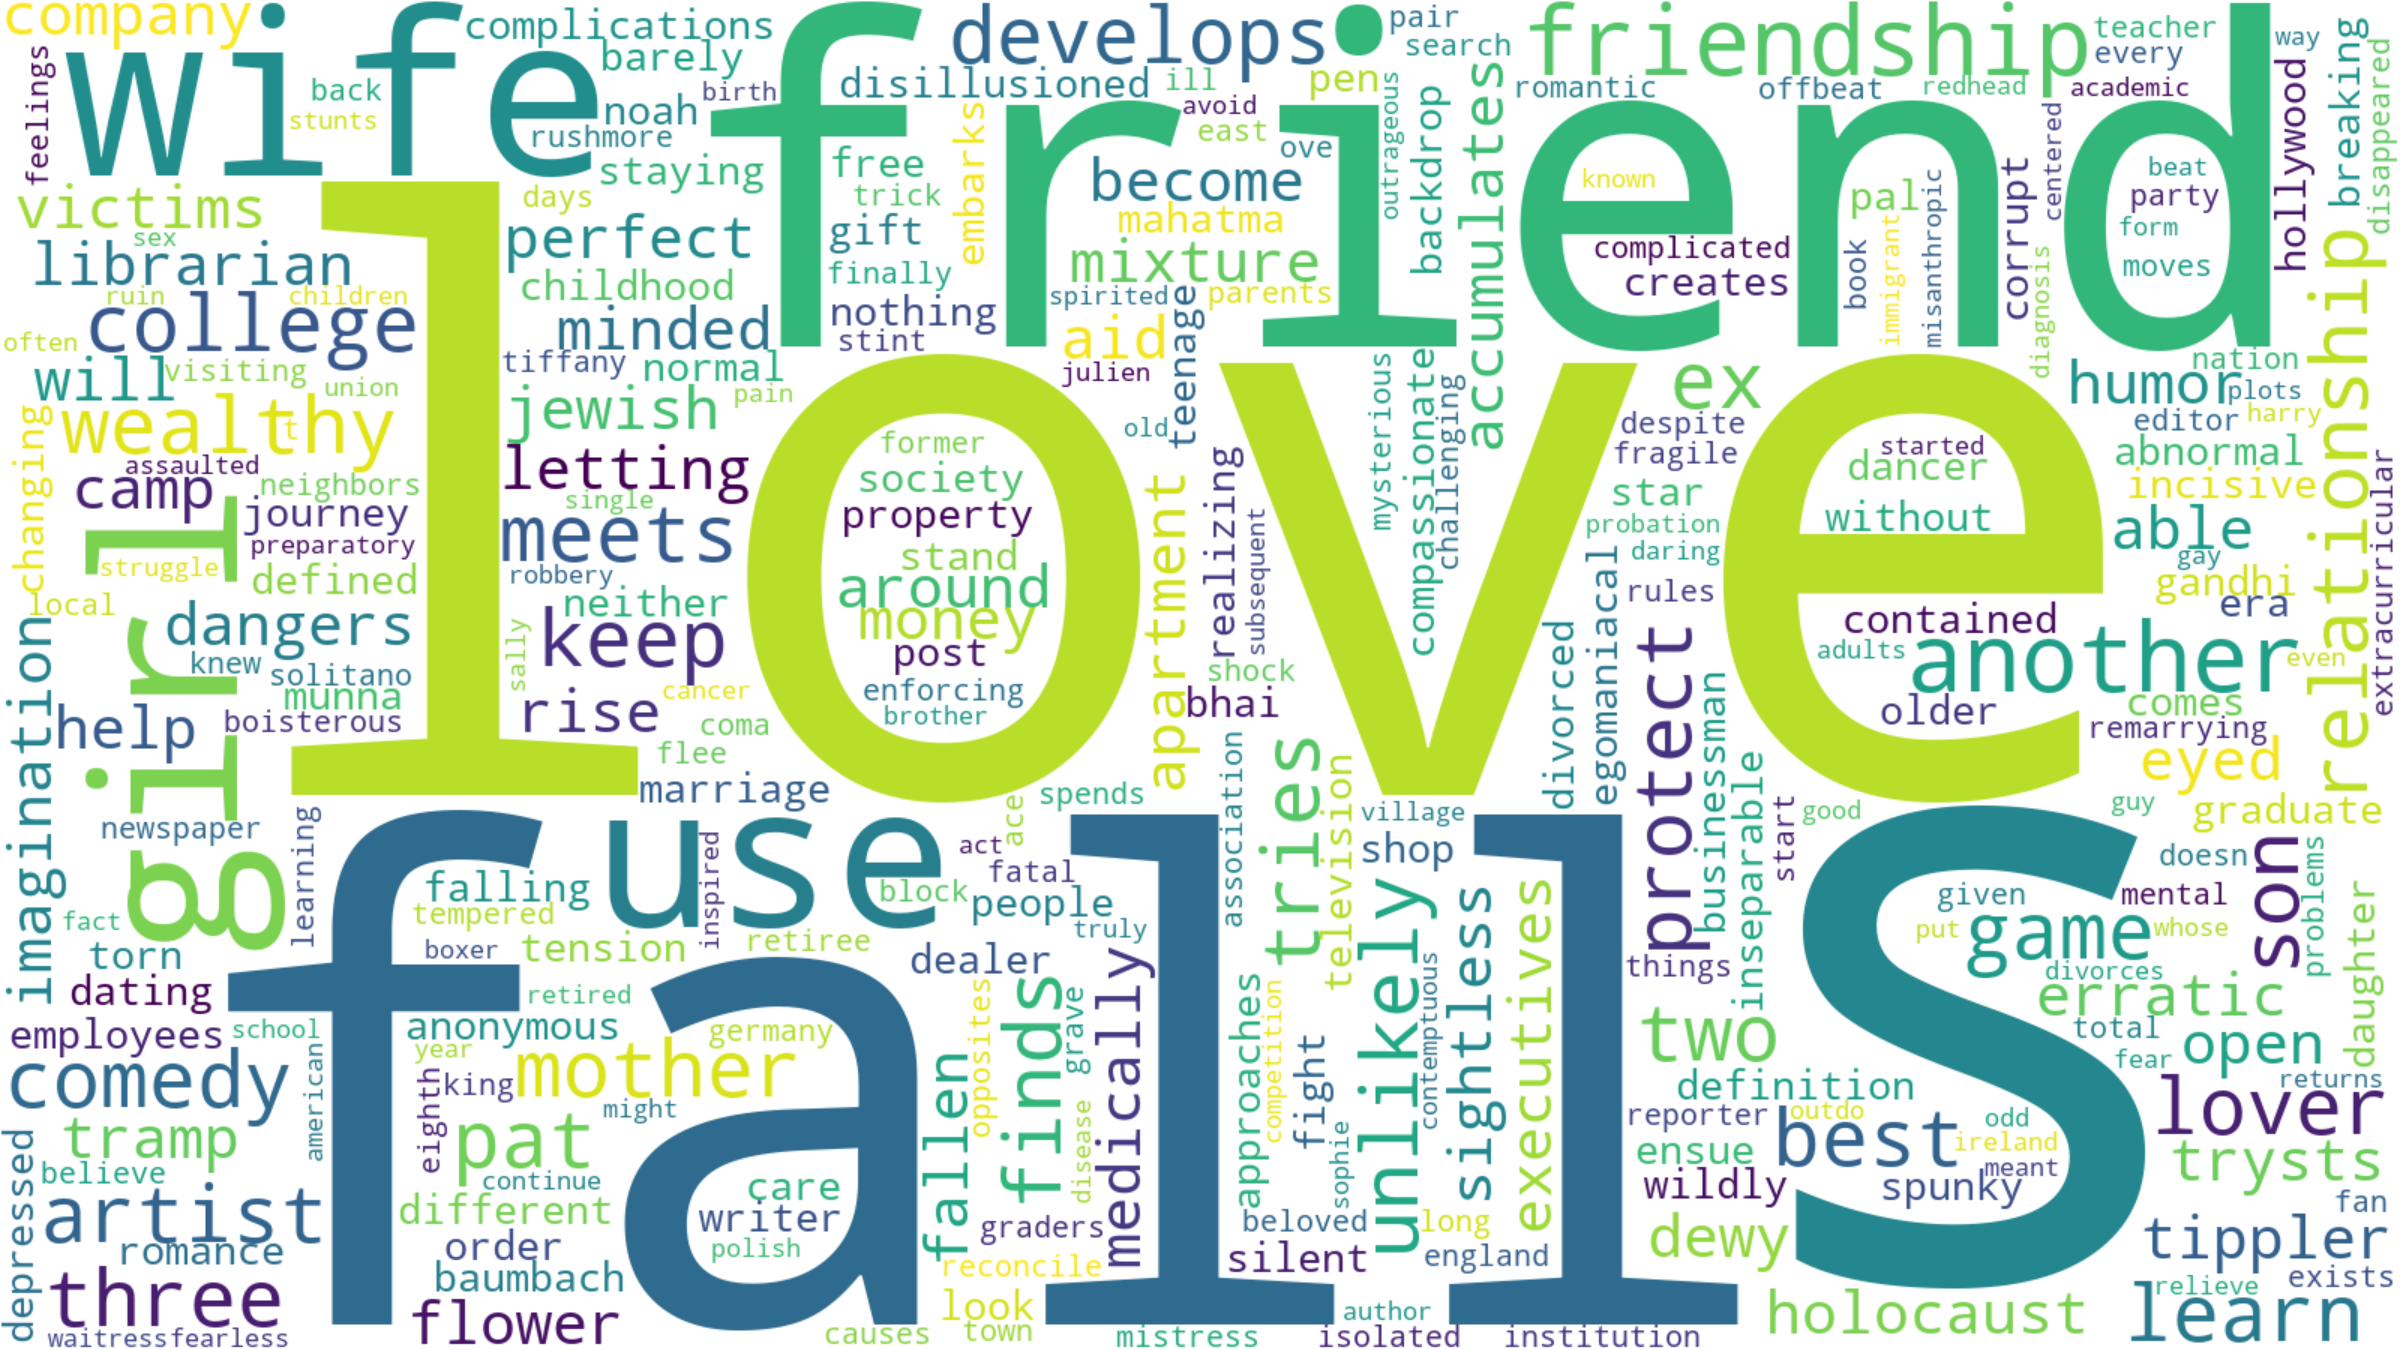 company
wife
complications
barely
feelings
back
stunts
noah
birth
rushmore
staying
develops
disillusioned
ill
pen
pair
search
friendship
teacher
every
way
romantic
offbeat
redhead
academic
hollywood
breaking
disappeared
friend
free
trick
embarks
avoid
east
ove
outrageous
backdrop
accumulates
become
mahatma
mixture
gift
finally
nothing
stint
spirited
parents
aid
teenage
julien
known
complicated
creates
pal
book
immigrant
misanthropic
corrupt
centered
diagnosis
beat
party
form
moves
victims
sex
librarian
ruin
children
college
often
will
visiting
union
wealthy
t
days
perfect
childhood
minded
tiffany
normal
jewish
pain
love
changing
assaulted
camp
neighbors
journey
preparatory
struggle
defined
local
dangers
knew
solitano
munna
help
boisterous
girl
imagination
letting
single
meets
robbery
neither
keep
sally
cancer
rise
coma
flee
marriage
former
society
property
stand
around
money
post
enforcing
brother
old
apartment
realizing
subsequent
shock
bhai
mysterious
compassionate
challenging
ex
despite
fragile
star
probation
daring
rules
started
dancer
without
contained
adults
another
older
nation
humor
plots
editor
harry
abnormal
incisive
able
gay
gandhi
era
even
comes
remarrying
eyed
relationship
extracurricular
divorced
egomaniacal
protect
businessman
inseparable
start
good
guy
graduate
newspaper
learning
fact
torn
dating
employees
school
comedy
american
tramp
believe
depressed
artist
romance
three
waitress
fearless
falls
falling
tempered
boxer
tension
inspired
retiree
retired
use
block
ace
spends
act
fatal
people
truly
dealer
association
tries
television
village
shop
unlikely
contemptuous
sightless
executives
things
given
put
game
whose
doesn
mental
son
problems
divorces
erratic
daughter
total
fear
open
returns
anonymous
year
king
eighth
mother
germany
might
pat
continue
different
order
baumbach
flower
care
writer
polish
fallen
opposites
finds
grave
disease
medically
graders
reconcile
look
town
causes
approaches
competition
fight
sophie
beloved
silent
long
england
author
mistress
isolated
institution
two
definition
reporter
outdo
ensue
wildly
dewy
best
odd
ireland
meant
spunky
lover
trysts
fan
tippler
exists
relieve
holocaust
learn